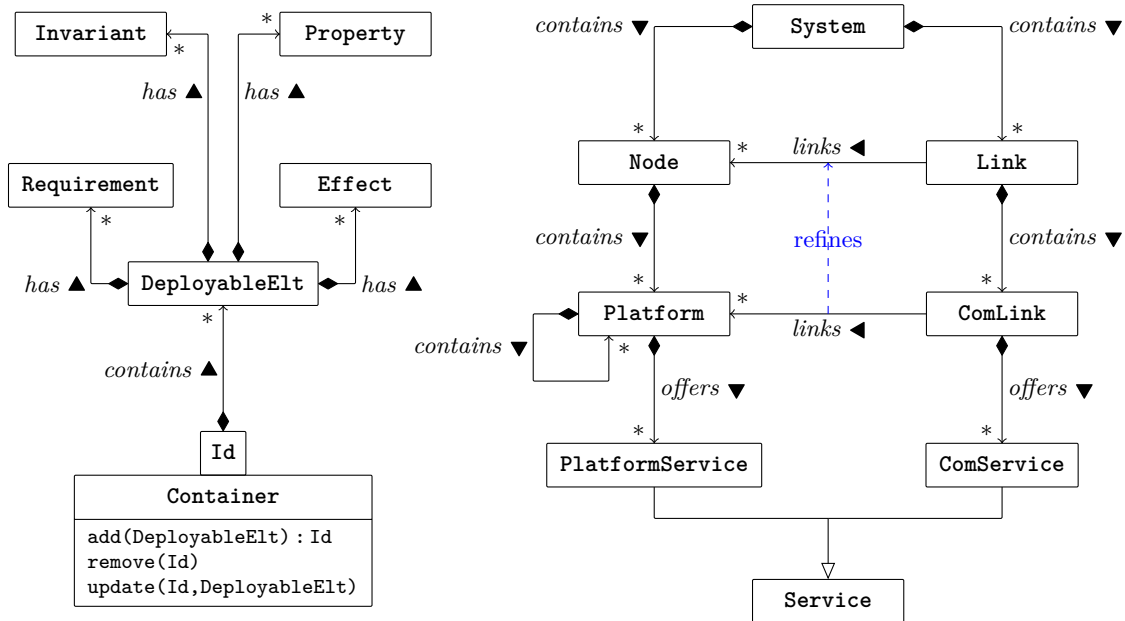 Invariant
*
*
Property
has ▲
has ▲
Requirement
*
Effect
*
has ▲
DeployableElt
has ▲
*
contains ▲
Id
Container
add(DeployableElt) : Id
remove(Id)
update(Id,DeployableElt)
contains ▼
System
contains ▼
*
*
Node
*
links ◀
Link
contains ▼
refines
contains ▼
*
*
Platform
*
links ◀
ComLink
contains ▼
*
offers ▼
offers ▼
*
*
PlatformService
ComService
Service